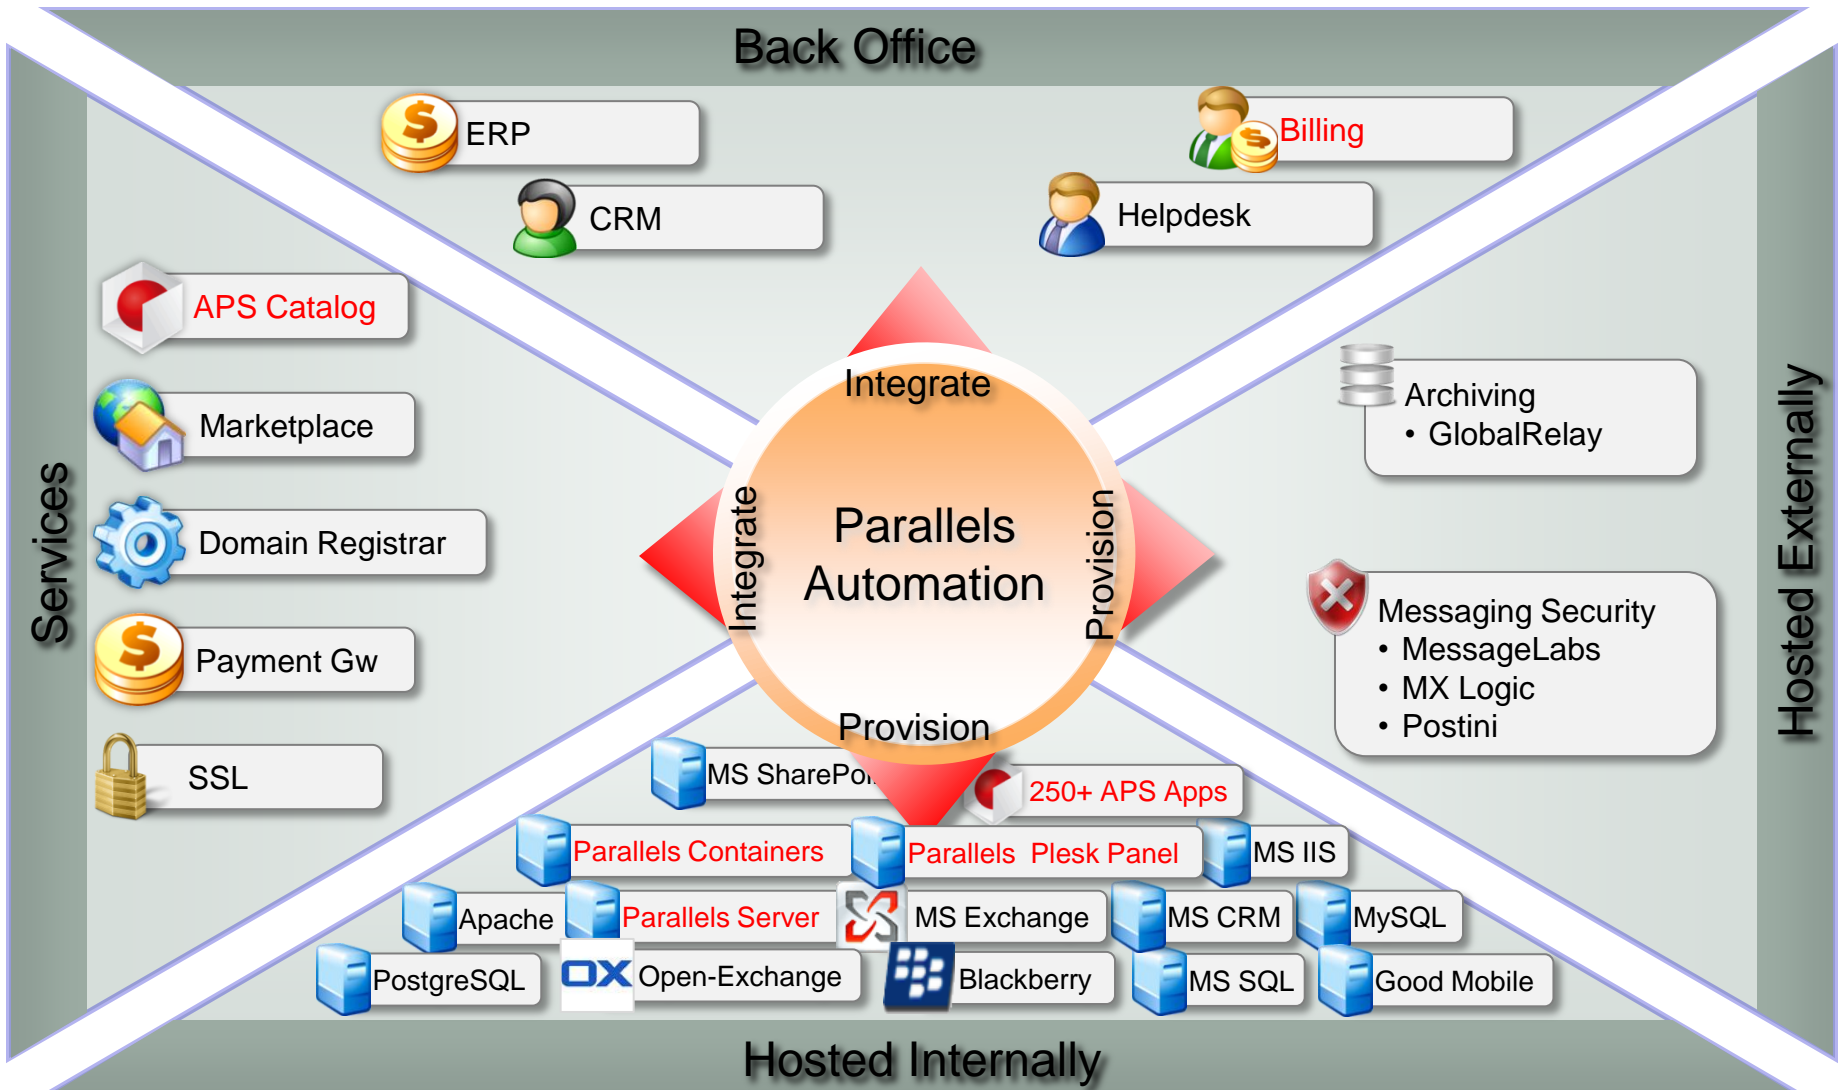 Back Office
ERP
Billing
CRM
Helpdesk
Services
APS Catalog
Marketplace
Domain Registrar
Payment Gw
SSL
Integrate
Integrate
Parallels
Automation
Provision
Provision
Hosted Externally
Archiving
• GlobalRelay
Messaging Security
• MessageLabs
• MX Logic
• Postini
MS SharePoi
250+ APS Apps
Parallels Containers
Parallels Plesk Panel
MS IIS
Apache
Parallels Server
MS Exchange
MS CRM
MySQL
PostgreSQL
OX
Open-Exchange
Blackberry
MS SQL
Good Mobile
Hosted Internally